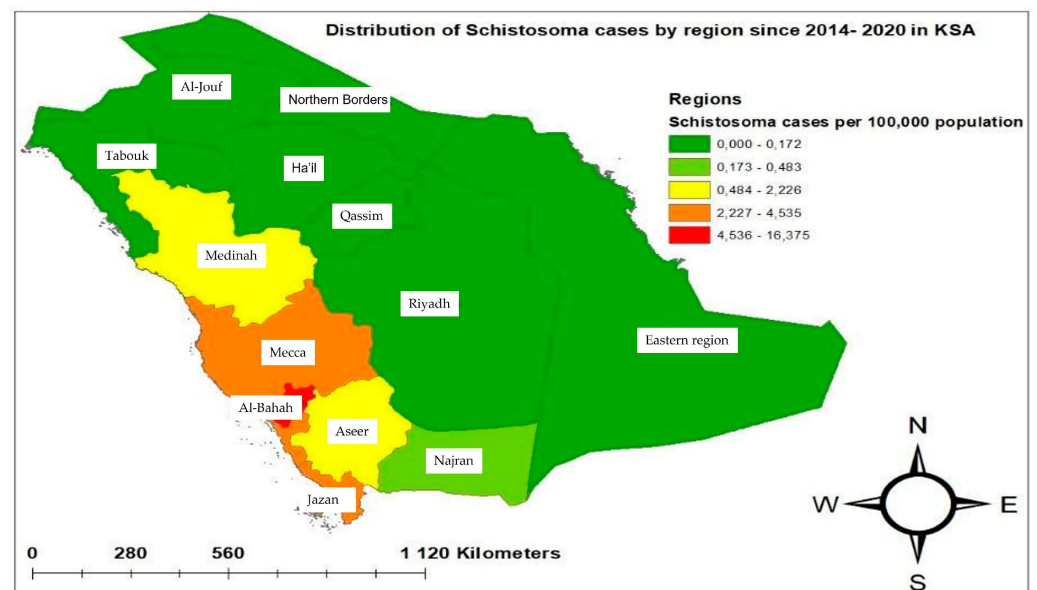 Distribution of Schistosoma cases by region since 2014- 2020 in KSA
Al-Jouf
Northern Borders
Tabouk
Ha'il
Qassim
Medinah
Riyadh
Eastern region
Mecca
Al-Bahah
Aseer
Najran
Jazan
Regions
Schistosoma cases per 100,000 population
0,000 - 0,172
0,173 - 0,483
0,484 - 2,226
2,227 - 4,535
4,536 - 16,375
N
W E
S
0 280 560 1 120 Kilometers